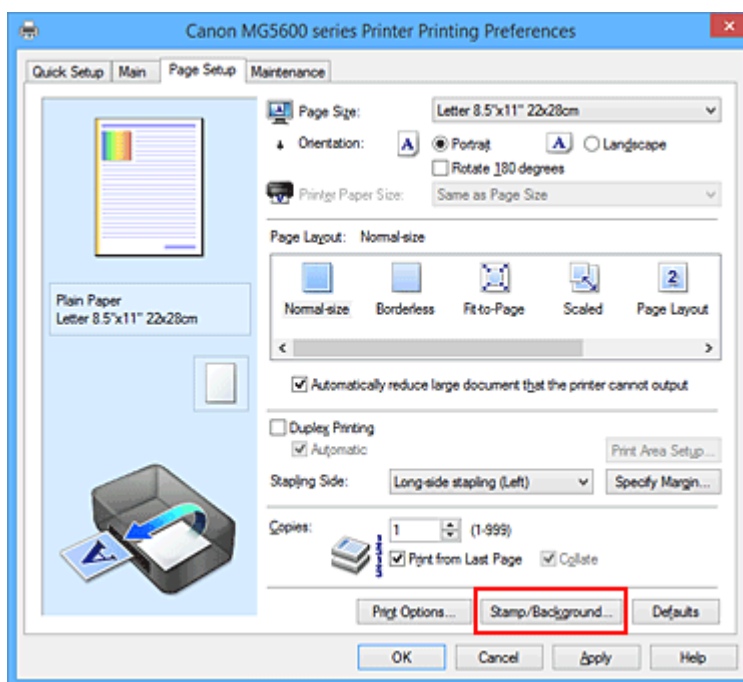 Canon MG5600 series Printer Printing Preferences
Quick Setup Main Page Setup Maintenance
Page Size: Letter 8.5"x11" 22x28cm
Orientation: A Portrait A Landscape
Rotate 180 degrees
Printer Paper Size: Same as Page Size
Page Layout: Normal-size
2
Normal-size Borderless Fit-to-Page Scaled Page Layout
Plain Paper
Letter 8.5"x11" 22x28cm
Automatically reduce large document that the printer cannot output
Duplex Printing
Automatic Print Area Setup...
Stapling Side: Long-side stapling (Left) Specify Margin...
Copies: 1 (1-999)
Print from Last Page Collate
A
Print Options... Stamp/Background... Defaults
OK Cancel Apply Help